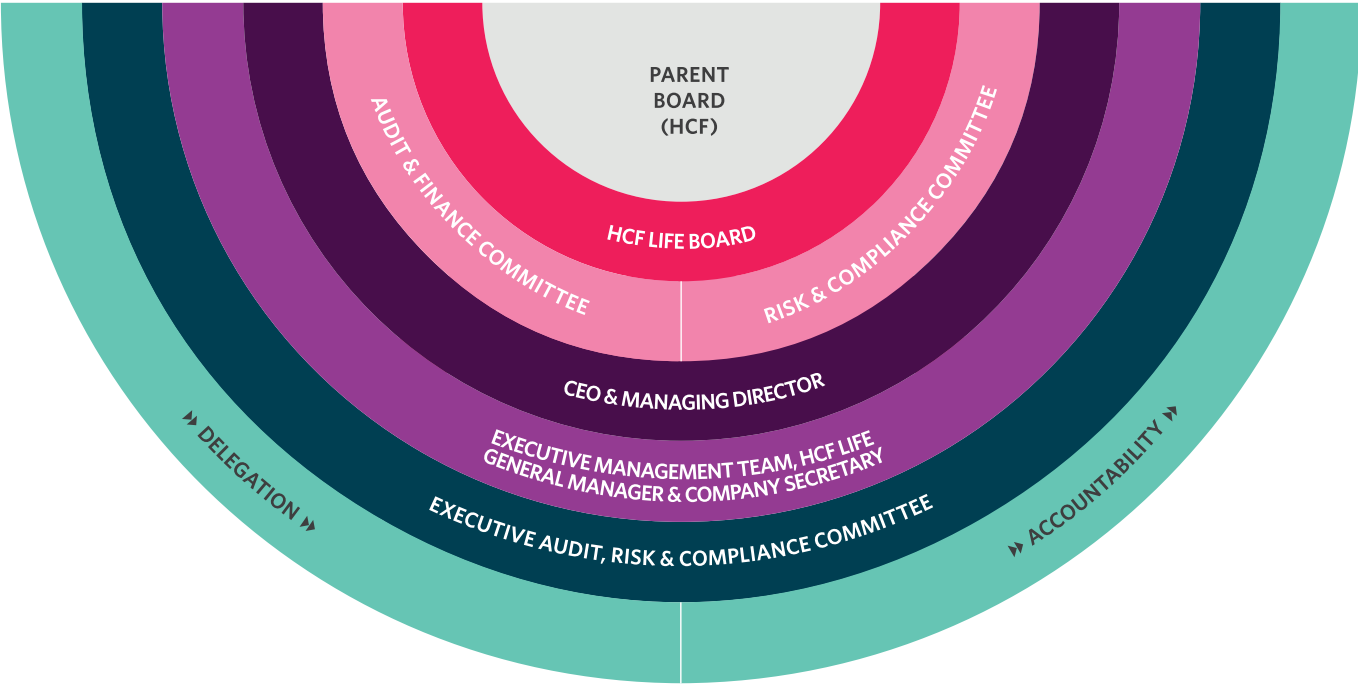 PARENT
BOARD
(HCF)
HCF LIFE BOARD
AUDIT & FINANCE COMMITTEE
RISK & COMPLIANCE COMMITTEE
CEO & MANAGING DIRECTOR
EXECUTIVE MANAGEMENT TEAM, HCF LIFE
GENERAL MANAGER & COMPANY SECRETARY
EXECUTIVE AUDIT, RISK & COMPLIANCE COMMITTEE
DELEGATION
ACCOUNTABILITY